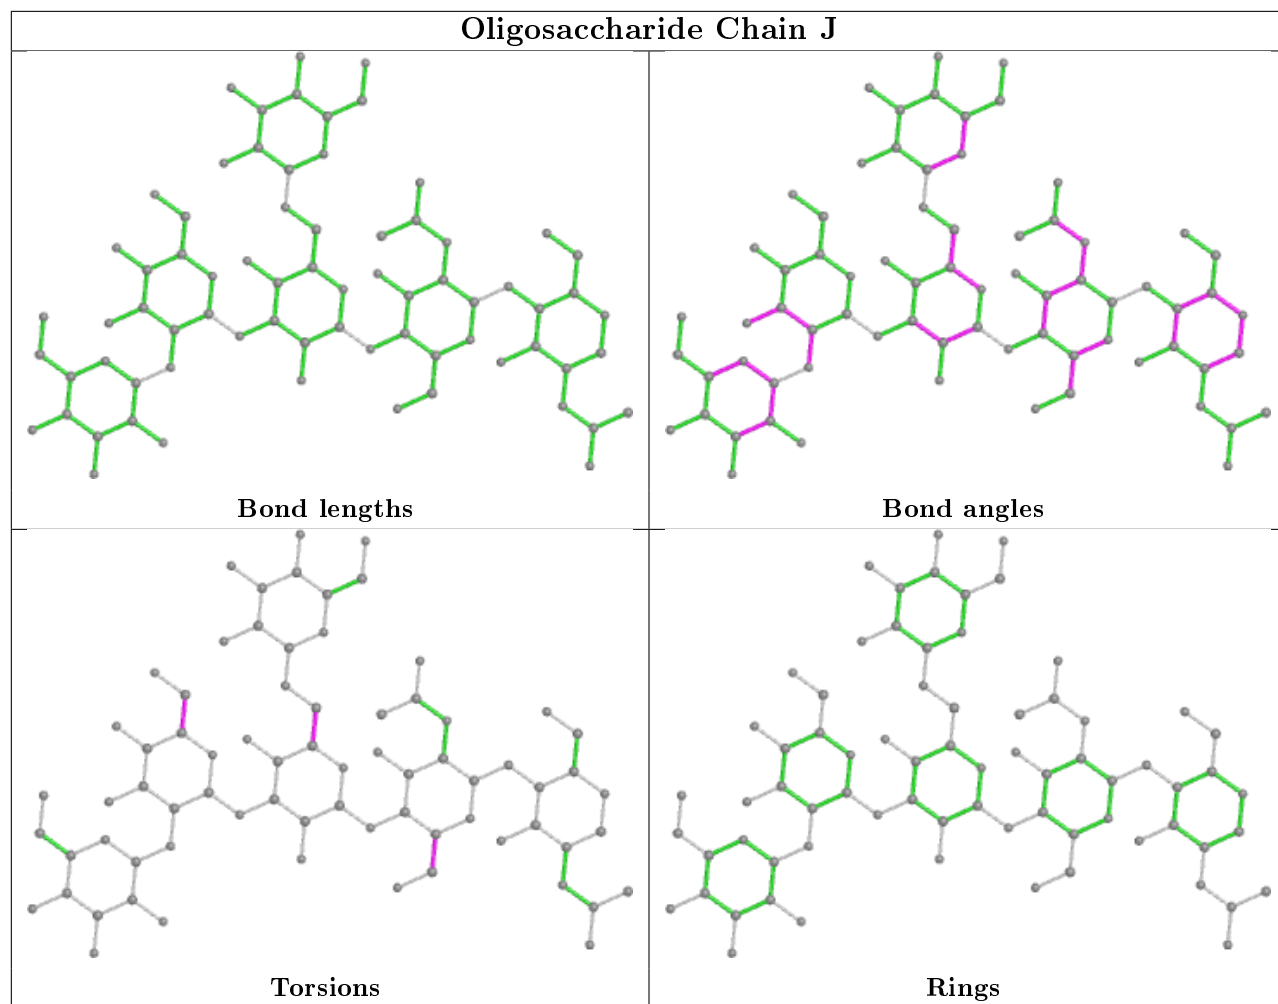 Oligosaccharide Chain J
Bond lengths
Bond angles
Torsions
Rings